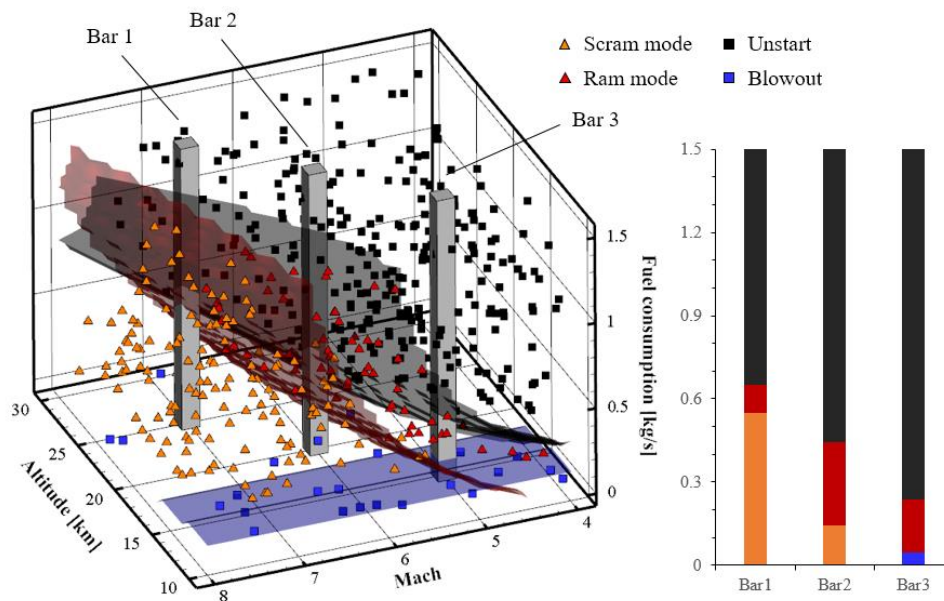 Bar 1
Bar 2
Bar 3
Scram mode
Unstart
Ram mode
Blowout
30
25
20
15
10
Altitude [km]
8
7
6
5
4
Mach
1.5
1
0.5
0
Fuel consumption [kg/s]
1.5
1.2
0.9
0.6
0.3
0
Bar1
Bar2
Bar3